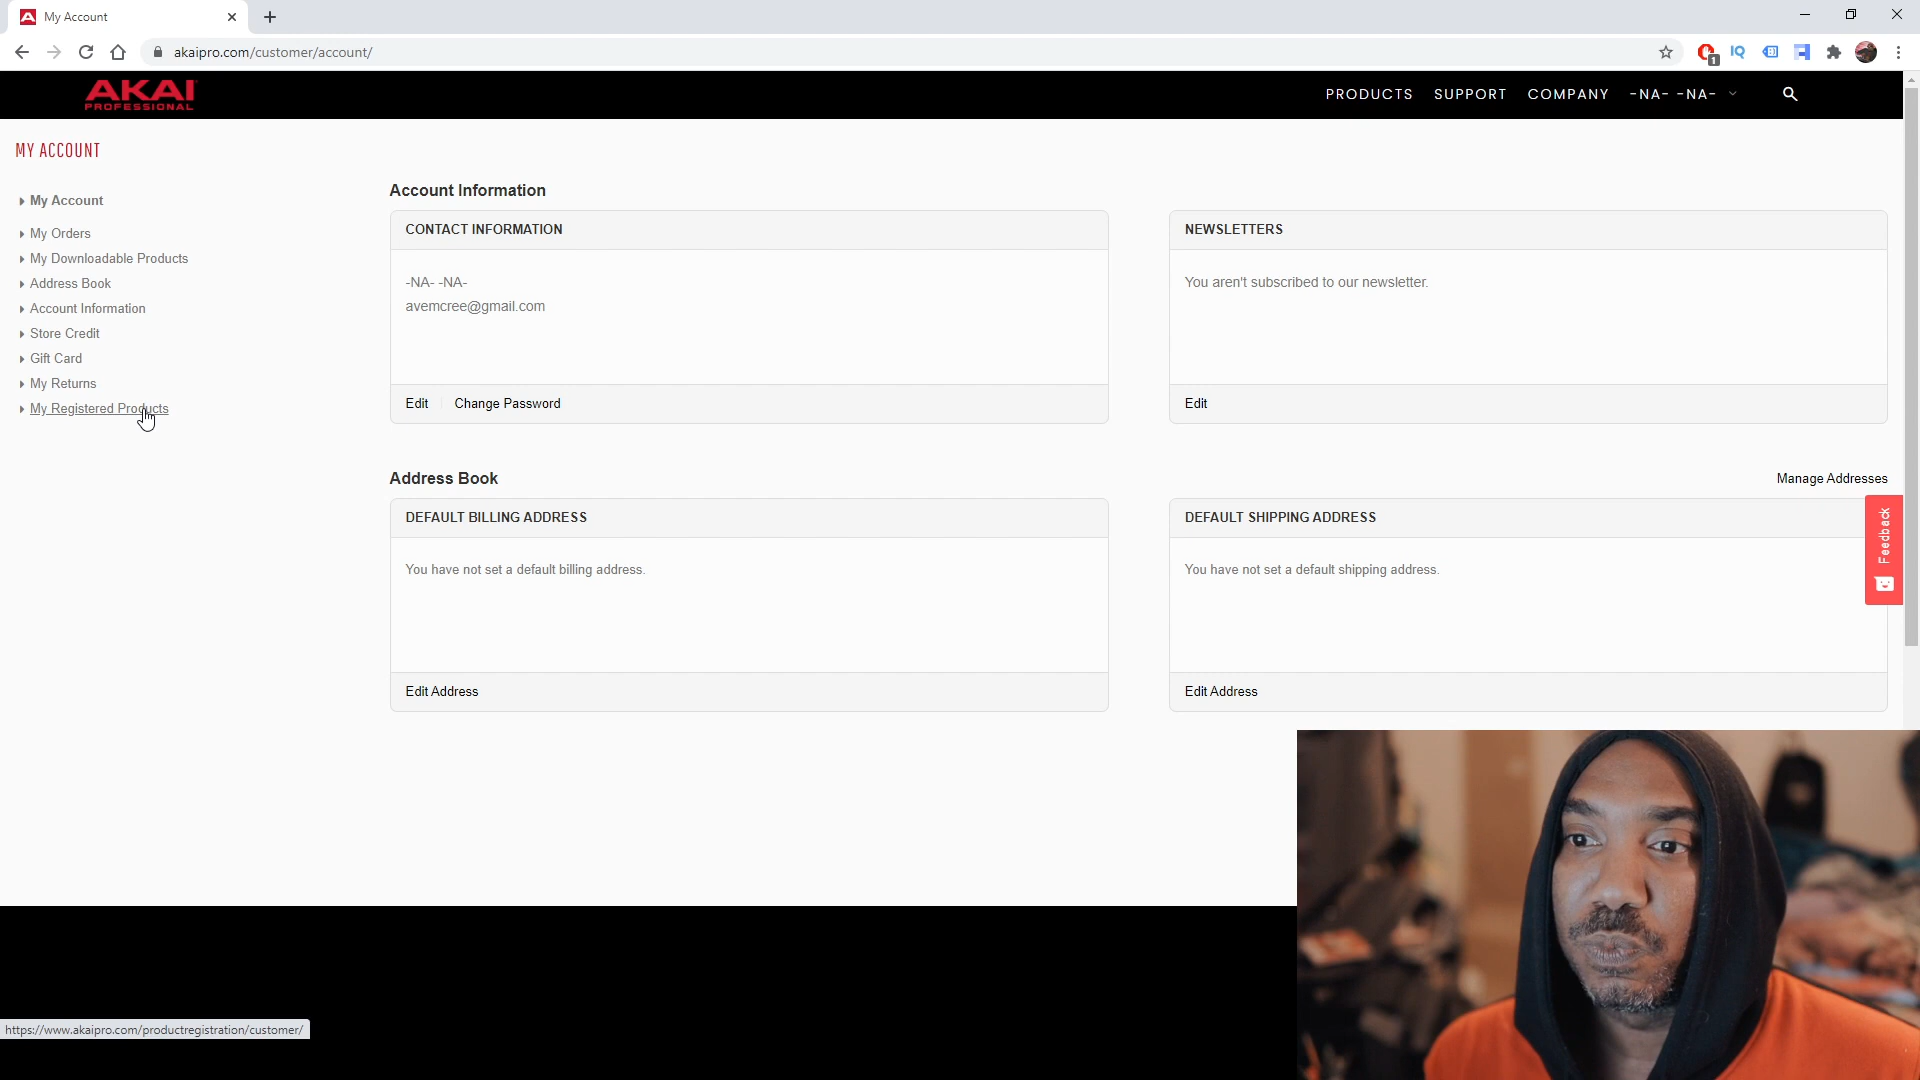 My Account
akaipro.com/customer/account/
1
AKAI
PROFESSIONAL
PRODUCTS SUPPORT COMPANY -NA- -NA-
MY ACCOUNT
My Account
My Orders
My Downloadable Products
Address Book
Account Information
Store Credit
Gift Card
My Returns
My Registered Products
Account Information
CONTACT INFORMATION
-NA- -NA-
avemcree@gmail.com
Edit Change Password
NEWSLETTERS
You aren't subscribed to our newsletter.
Edit
Address Book
Manage Addresses
DEFAULT BILLING ADDRESS
You have not set a default billing address.
Edit Address
DEFAULT SHIPPING ADDRESS
You have not set a default shipping address.
Edit Address
Feedback
https://www.akaipro.com/productregistration/customer/